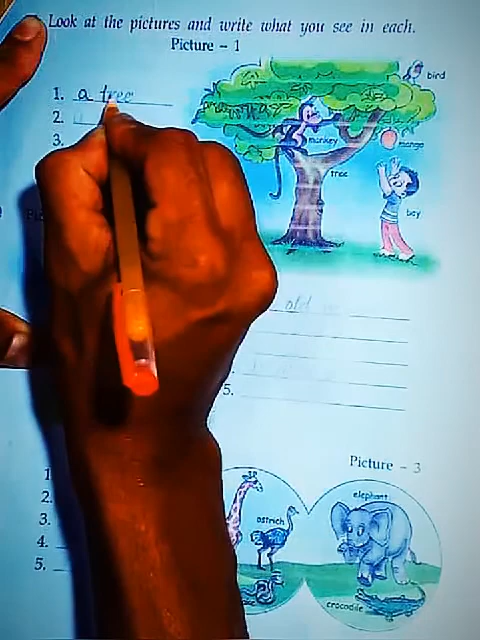 Look at the pictures and write what you see in each.
Picture - 1
bird
1. a tree
2.
3.
monkey
mango
tree
boy
old
5.
Picture - 3
1
2.
3.
4.
5.
ostrich
elephant
crocodile